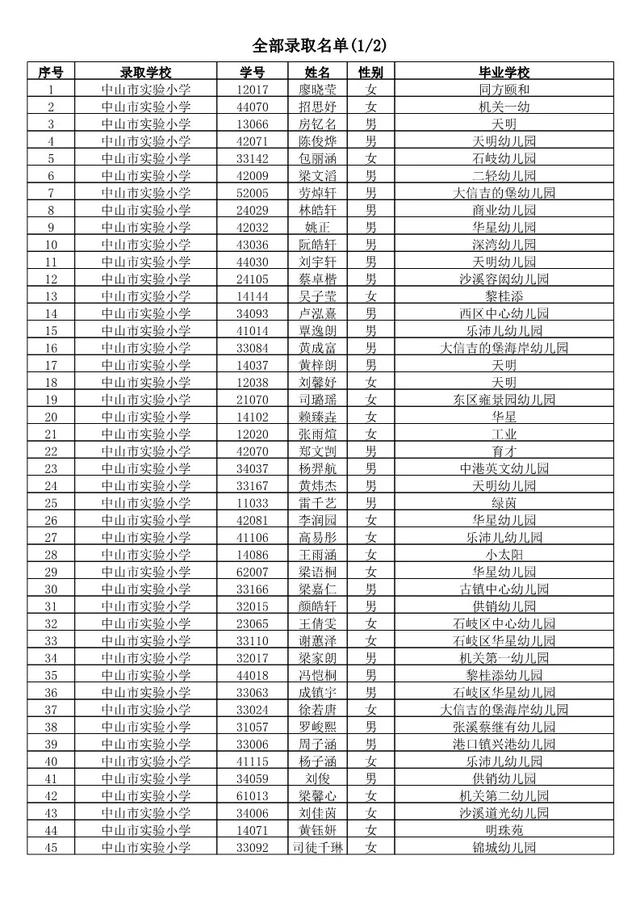 全部录取名单(1/2)
序号 录取学校 学号 姓名 性别 毕业学校
1 中山市实验小学 12017 廖晓莹 女 同方颐和
2 中山市实验小学 44070 招思妤 女 机关一幼
3 中山市实验小学 13066 房钇名 男 天明
4 中山市实验小学 42071 陈俊烨 男 天明幼儿园
5 中山市实验小学 33142 包丽涵 女 石岐幼儿园
6 中山市实验小学 42009 梁文滔 男 二轻幼儿园
7 中山市实验小学 52005 劳焯轩 男 大信吉的堡幼儿园
8 中山市实验小学 24029 林皓轩 男 商业幼儿园
9 中山市实验小学 42032 姚正 男 华星幼儿园
10 中山市实验小学 43036 阮皓轩 男 深湾幼儿园
11 中山市实验小学 44030 刘宇轩 男 天明幼儿园
12 中山市实验小学 24105 蔡卓楷 男 沙溪容闳幼儿园
13 中山市实验小学 14144 吴子莹 女 黎桂添
14 中山市实验小学 34093 卢泓熹 男 西区中心幼儿园
15 中山市实验小学 41014 覃逸朗 男 乐沛儿幼儿园
16 中山市实验小学 33084 黄成富 男 大信吉的堡海岸幼儿园
17 中山市实验小学 14037 黄梓朗 男 天明
18 中山市实验小学 12038 刘馨妤 女 天明
19 中山市实验小学 21070 司璐瑶 女 东区雍景园幼儿园
20 中山市实验小学 14102 赖臻垚 女 华星
21 中山市实验小学 12020 张雨煊 女 工业
22 中山市实验小学 42070 郑文剀 男 育才
23 中山市实验小学 34037 杨羿航 男 中港英文幼儿园
24 中山市实验小学 33167 黄炜杰 男 天明幼儿园
25 中山市实验小学 11033 雷千艺 男 绿茵
26 中山市实验小学 42081 李润园 女 华星幼儿园
27 中山市实验小学 41106 高易彤 女 乐沛儿幼儿园
28 中山市实验小学 14086 王雨涵 女 小太阳
29 中山市实验小学 62007 梁语桐 女 华星幼儿园
30 中山市实验小学 33166 梁嘉仁 男 古镇中心幼儿园
31 中山市实验小学 32015 颜皓轩 男 供销幼儿园
32 中山市实验小学 23065 王倩雯 女 石岐区中心幼儿园
33 中山市实验小学 33110 谢蕙泽 女 石岐区华星幼儿园
34 中山市实验小学 32017 梁家朗 男 机关第一幼儿园
35 中山市实验小学 44018 冯恺桐 男 黎桂添幼儿园
36 中山市实验小学 33063 成镇宇 男 石岐区华星幼儿园
37 中山市实验小学 33024 徐若唐 女 大信吉的堡海岸幼儿园
38 中山市实验小学 31057 罗峻熙 男 张溪蔡继有幼儿园
39 中山市实验小学 33006 周子涵 男 港口镇兴港幼儿园
40 中山市实验小学 41115 杨子涵 女 乐沛儿幼儿园
41 中山市实验小学 34059 刘俊 男 供销幼儿园
42 中山市实验小学 61013 梁馨心 女 机关第二幼儿园
43 中山市实验小学 34006 刘佳茵 女 沙溪道光幼儿园
44 中山市实验小学 14071 黄钰妍 女 明珠苑
45 中山市实验小学 33092 司徒千琳 女 锦城幼儿园